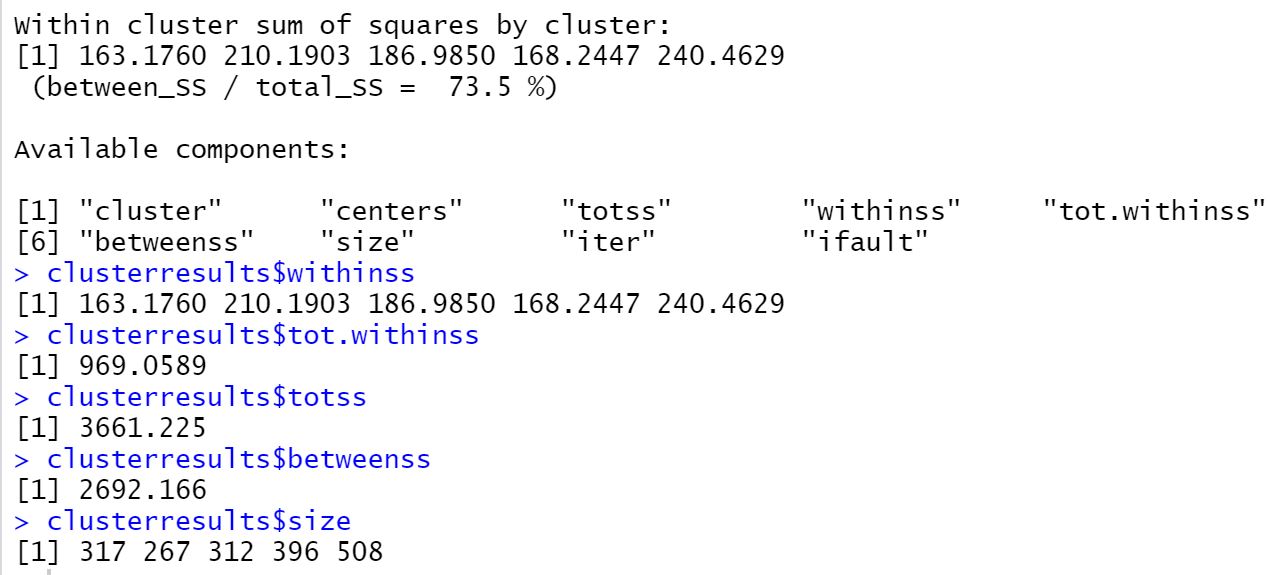 Within cluster sum of squares by cluster:
[1] 163.1760 210.1903 186.9850 168.2447 240.4629
 (between_SS / total_SS =  73.5 %)
Available components:
[1] "cluster"      "centers"      "totss"        "withinss"     "tot.withinss"
[6] "betweenss"    "size"         "iter"         "ifault"
> clusterresults$withinss
[1] 163.1760 210.1903 186.9850 168.2447 240.4629
> clusterresults$tot.withinss
[1] 969.0589
> clusterresults$totss
[1] 3661.225
> clusterresults$betweenss
[1] 2692.166
> clusterresults$size
[1] 317 267 312 396 508